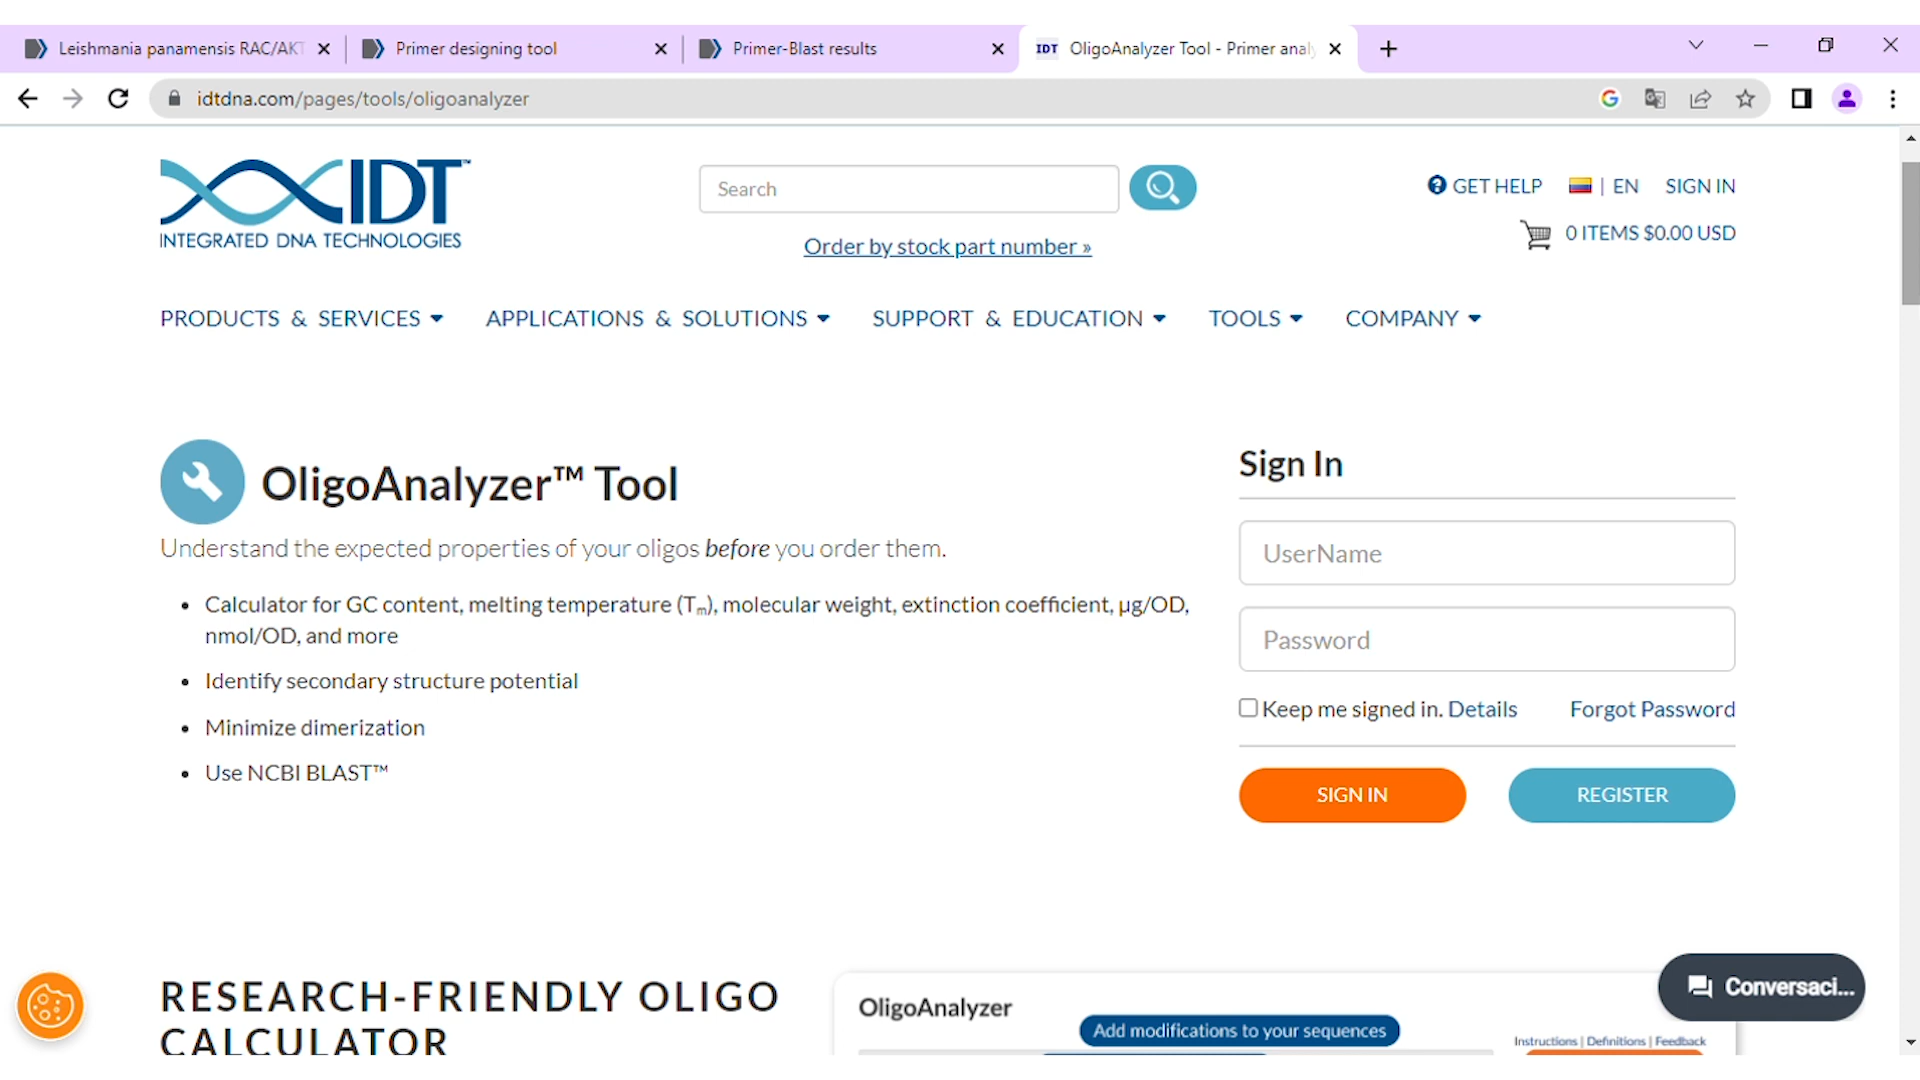 Leishmania panamensis RAC/AKT
Primer designing tool
Primer-Blast results
IDT OligoAnalyzer Tool - Primer analy
idtdna.com/pages/tools/oligoanalyzer
IDT™
INTEGRATED DNA TECHNOLOGIES
Search
Order by stock part number »
GET HELP | EN SIGN IN
0 ITEMS $0.00 USD
PRODUCTS & SERVICES APPLICATIONS & SOLUTIONS SUPPORT & EDUCATION TOOLS COMPANY
OligoAnalyzer™ Tool
Understand the expected properties of your oligos before you order them.
• Calculator for GC content, melting temperature (Tm), molecular weight, extinction coefficient, µg/OD,
nmol/OD, and more
• Identify secondary structure potential
• Minimize dimerization
• Use NCBI BLAST™
Sign In
UserName
Password
Keep me signed in. Details Forgot Password
SIGN IN REGISTER
RESEARCH-FRIENDLY OLIGO
CALCULATOR
OligoAnalyzer
Add modifications to your sequences
Instructions | Definitions | Feedback
Conversaci...